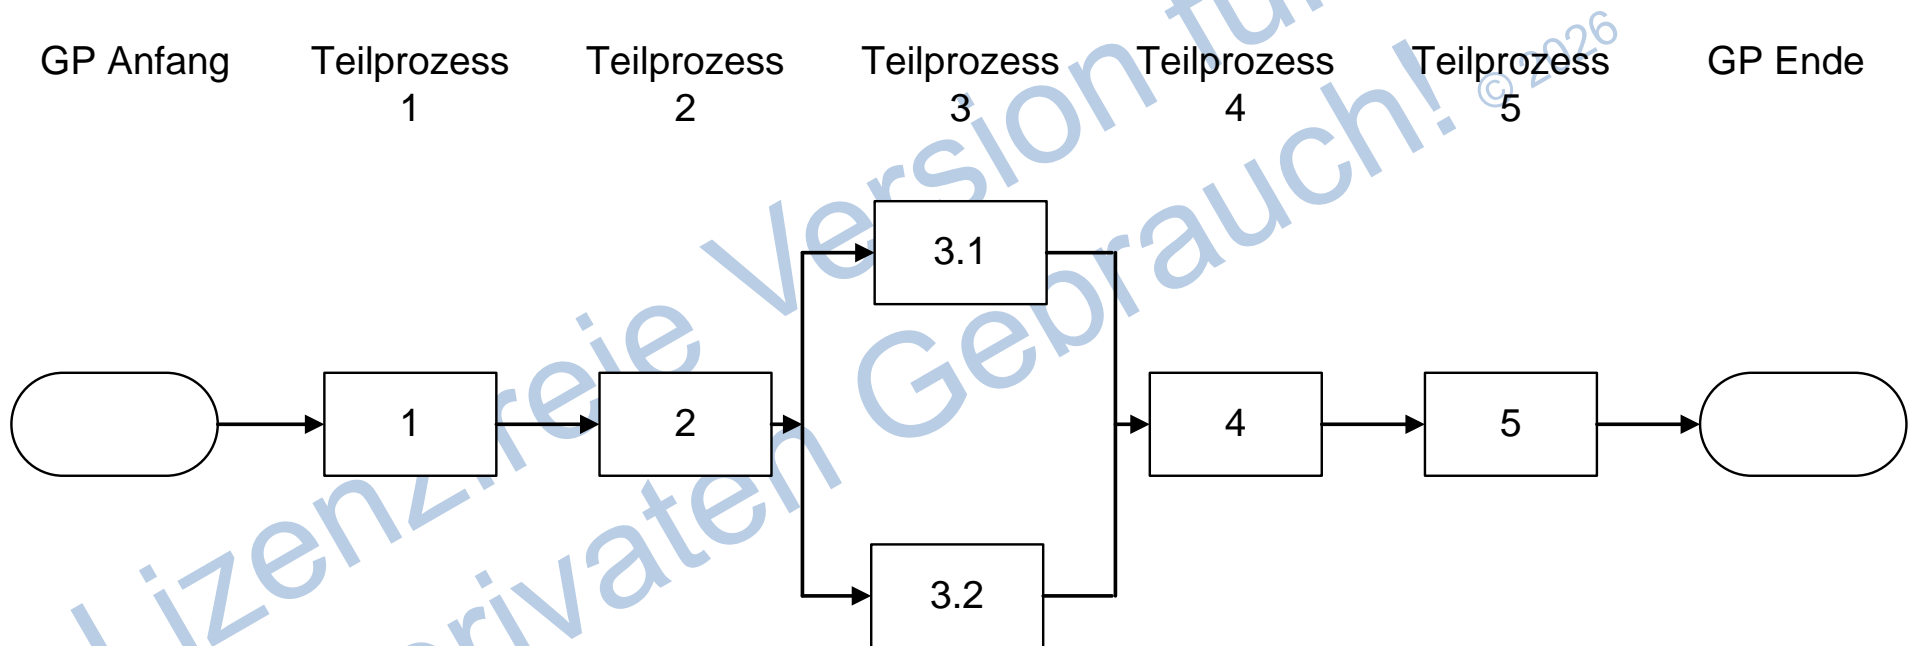 GP Anfang
Teilprozess
1
Teilprozess
2
Teilprozess
3
Teilprozess
4
Teilprozess
5
GP Ende
© 2026
3.1
1
2
4
5
3.2
Lizenzfreie Version für
privaten Gebrauch!